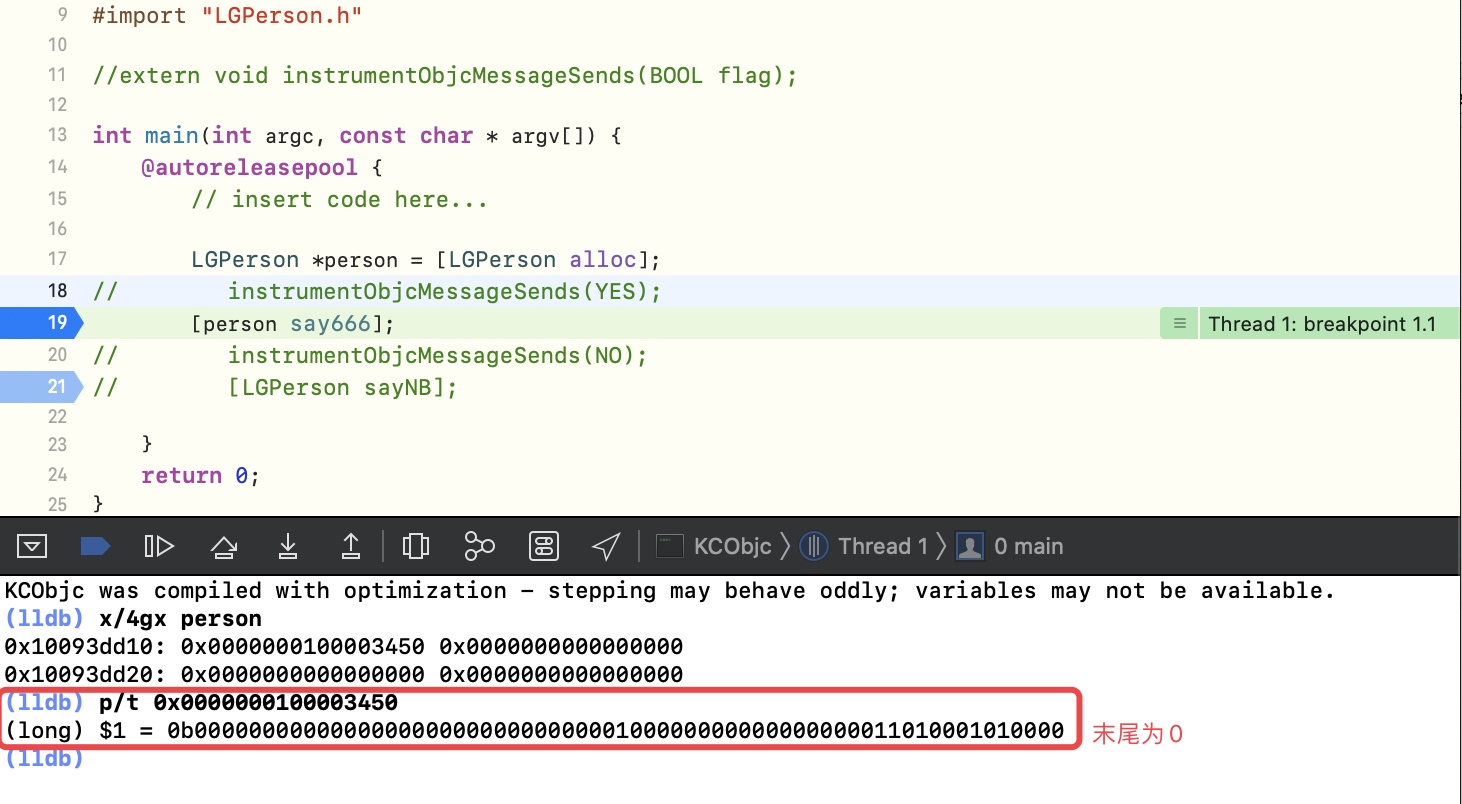 9 #import "LGPerson.h"
10
11 //extern void instrumentObjcMessageSends(BOOL flag);
12
13 int main(int argc, const char * argv[]) {
14 @autoreleasepool {
15 // insert code here...
16
17 LGPerson *person = [LGPerson alloc];
18 // instrumentObjcMessageSends(YES);
19 [person say666]; Thread 1: breakpoint 1.1
20 // instrumentObjcMessageSends(NO);
21 // [LGPerson sayNB];
22
23 }
24 return 0;
25 }
KCObjc Thread 1 0 main
KCObjc was compiled with optimization – stepping may behave oddly; variables may not be available.
(lldb) x/4gx person
0x10093dd10: 0x0000000100003450 0x0000000000000000
0x10093dd20: 0x0000000000000000 0x0000000000000000
(lldb) p/t 0x0000000100003450
(long) $1 = 0b0000000000000000000000000000000100000000000000000011010001010000 末尾为0
(lldb)